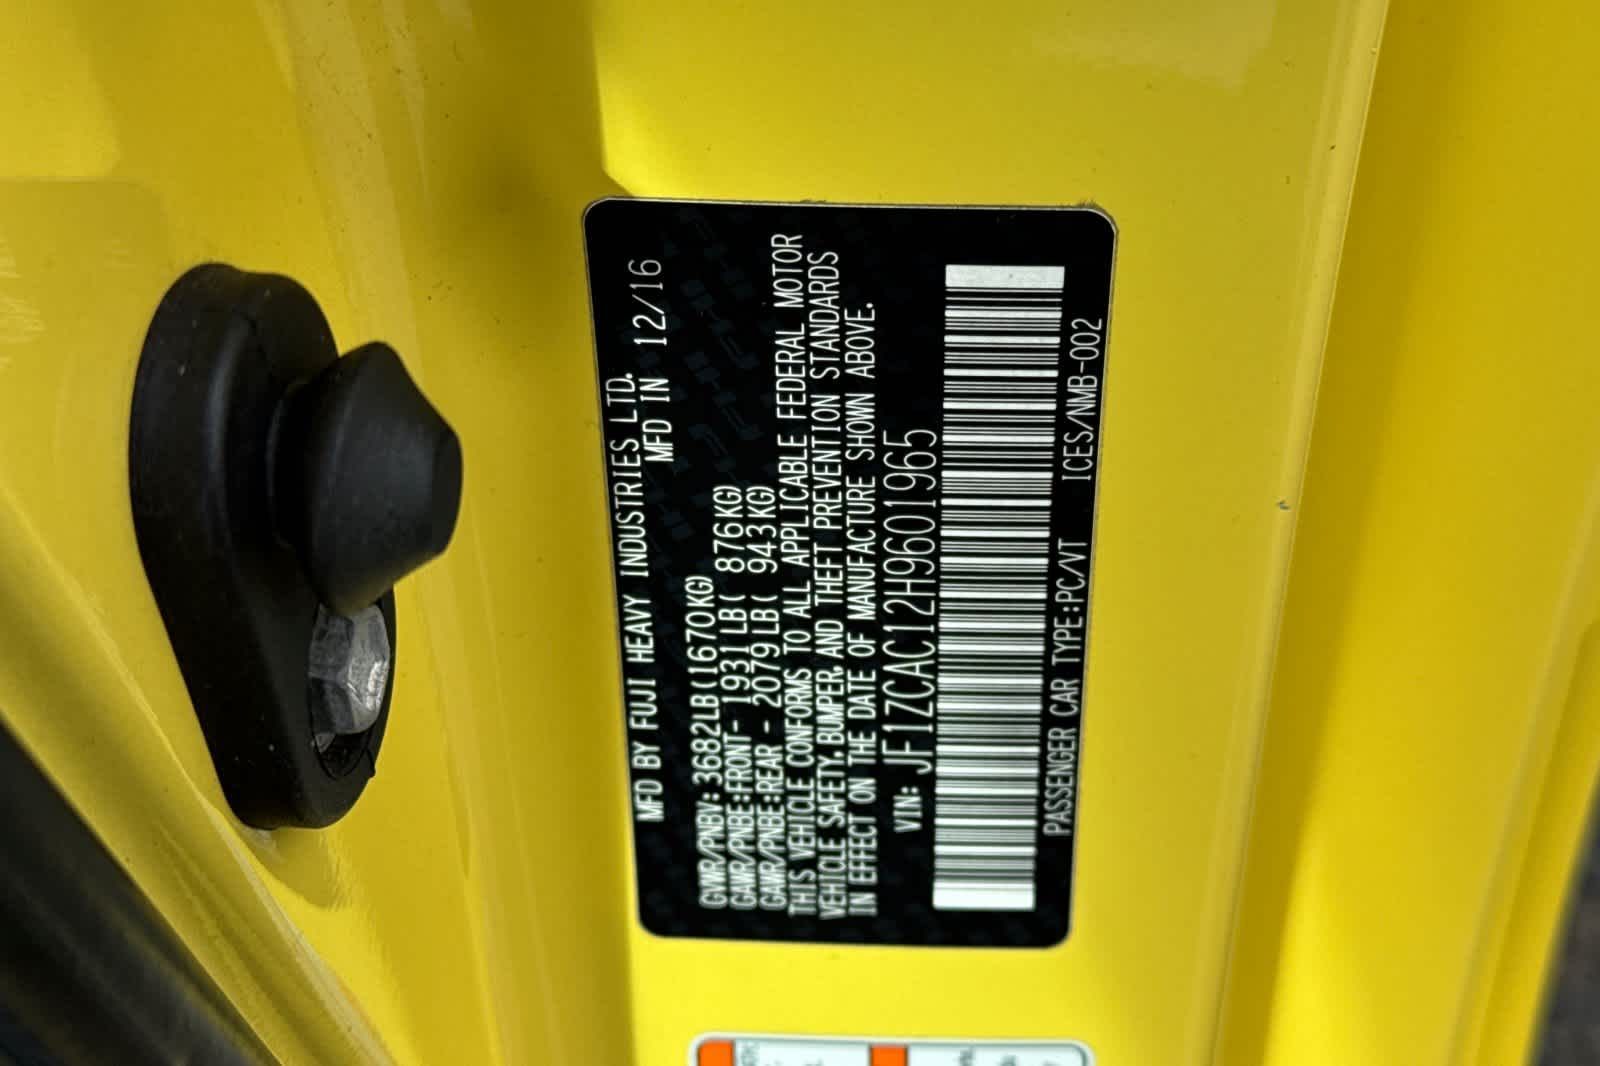 MFD BY FUJI HEAVY INDUSTRIES LTD.
MFD IN 12/16
GVWR/PNBV: 3682LB(1670KG)
GAWR/PNBE:FRONT- 1931LB( 876KG)
GAWR/PNBE:REAR - 2079LB( 943KG)
THIS VEHICLE CONFORMS TO ALL APPLICABLE FEDERAL MOTOR
VEHICLE SAFETY, BUMPER, AND THEFT PREVENTION STANDARDS
IN EFFECT ON THE DATE OF MANUFACTURE SHOWN ABOVE.
VIN: JF1ZCAC12H9601965
PASSENGER CAR TYPE:PC/VT ICES/NMB-002